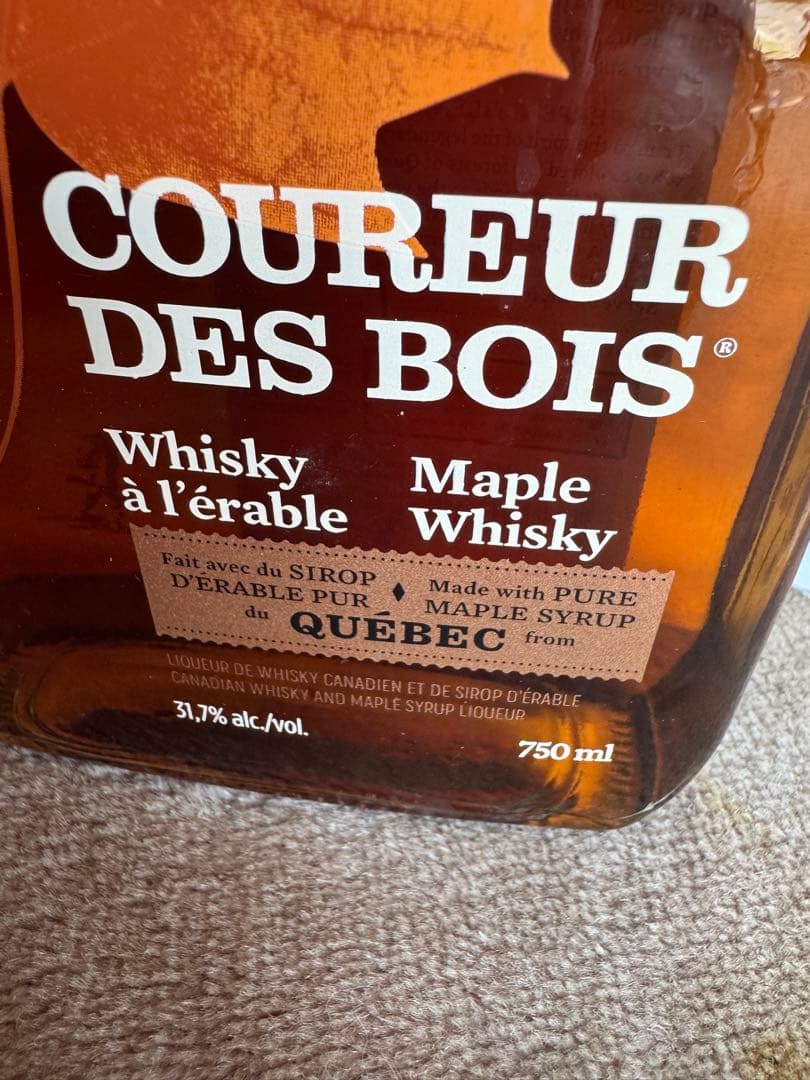 COUREUR
DES BOIS®
Whisky
à l'érable
Maple
Whisky
Fait avec du SIROP
D'ÉRABLE PUR
du
Made with PURE
MAPLE SYRUP
QUÉBEC from
LIQUEUR DE WHISKY CANADIEN ET DE SIROP D'ÉRABLE
CANADIAN WHISKY AND MAPLE SYRUP LIQUEUR
31,7% alc./vol.
750 ml